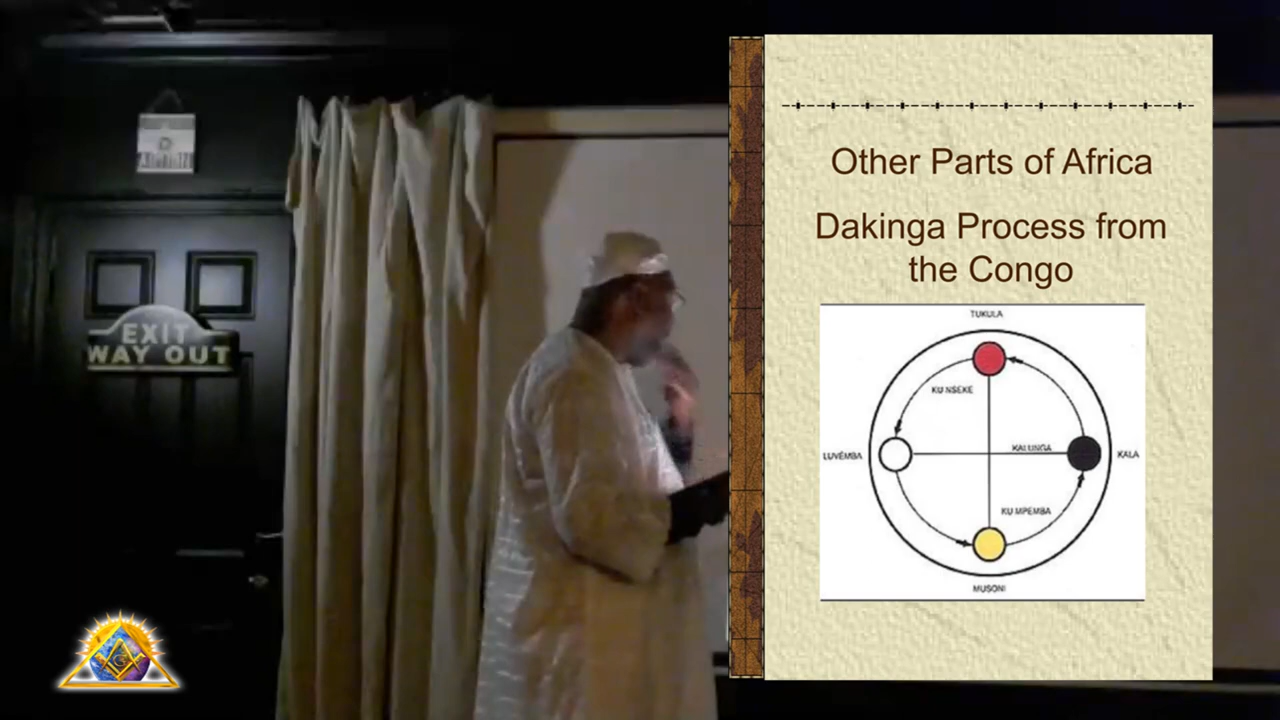 EXIT
WAY OUT
Other Parts of Africa
Dakinga Process from
the Congo
TUKULA
KU NSEKE
LUVÉMBA
KALUNGA
KALA
KU MPEMBA
MUSONI
G